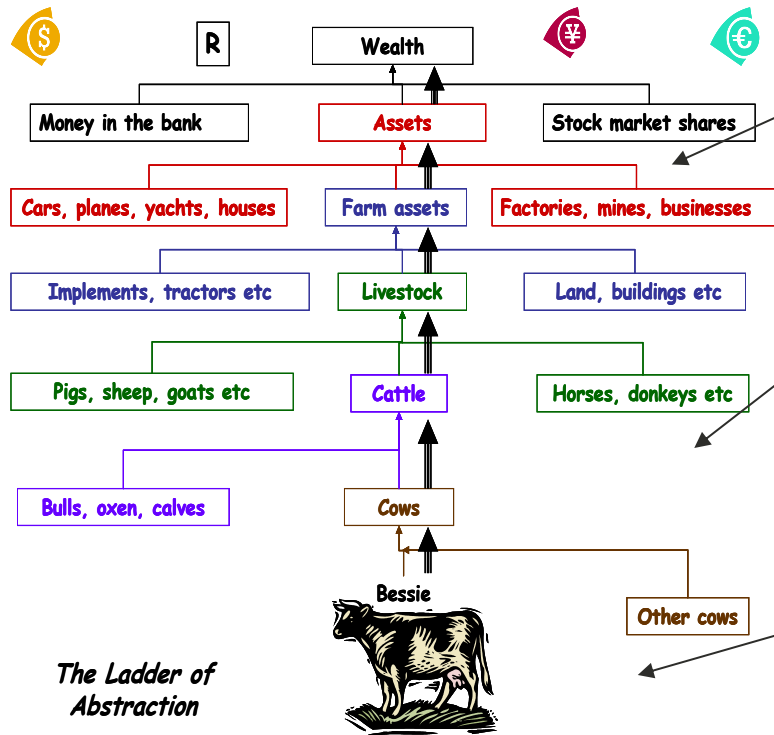 $
R
Wealth
¥
€
Money in the bank
Assets
Stock market shares
Cars, planes, yachts, houses
Farm assets
Factories, mines, businesses
Implements, tractors etc
Livestock
Land, buildings etc
Pigs, sheep, goats etc
Cattle
Horses, donkeys etc
Bulls, oxen, calves
Cows
Bessie
Other cows
The Ladder of
Abstraction